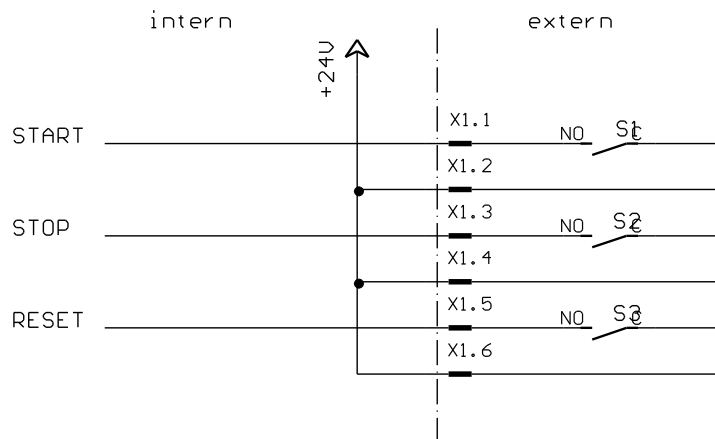 intern extern
+24V
X1.1
START NO S1 C
X1.2
X1.3
STOP NO S2 C
X1.4
X1.5
RESET NO S3 C
X1.6